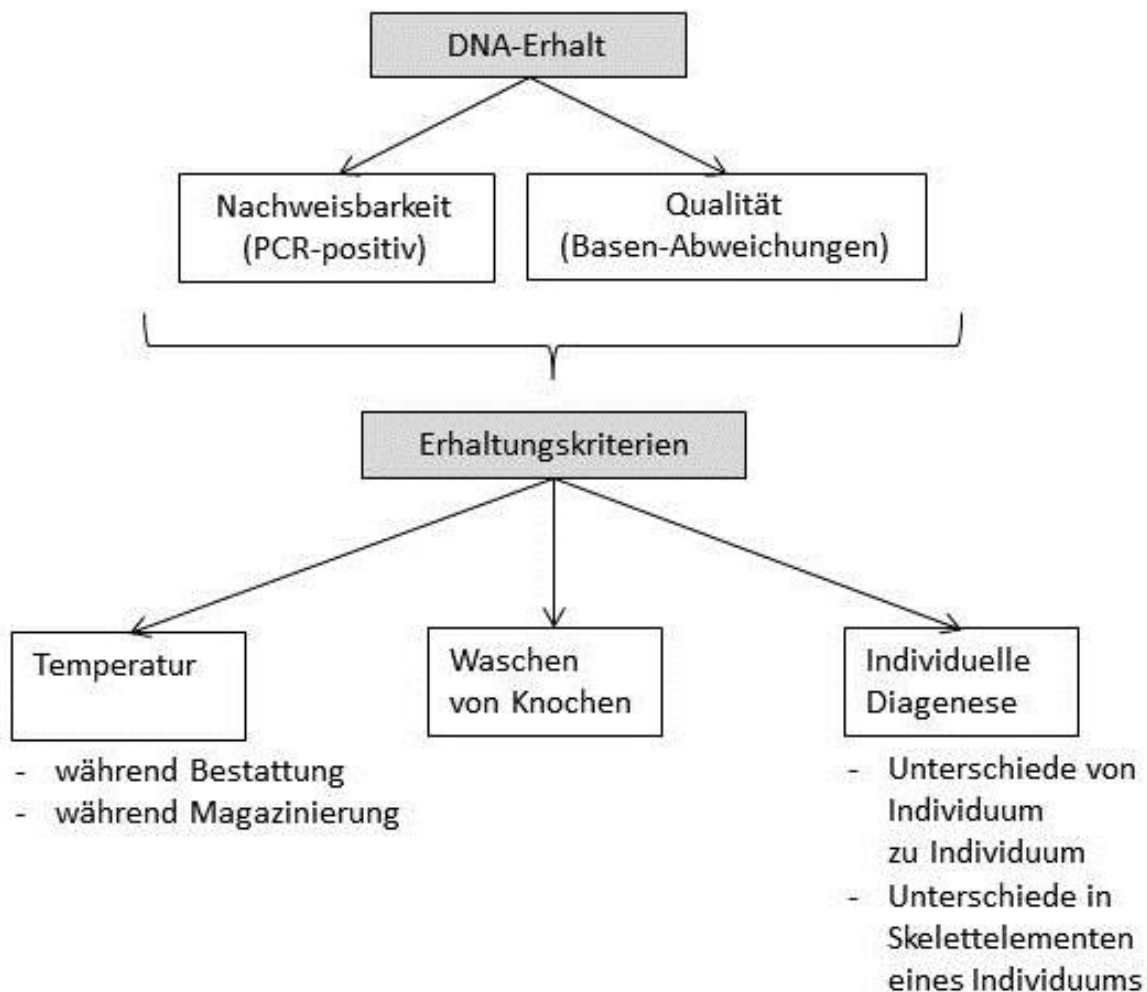 DNA-Erhalt
Nachweisbarkeit
(PCR-positiv)
Qualität
(Basen-Abweichungen)
Erhaltungskriterien
Temperatur
- während Bestattung
- während Magazinierung
Waschen
von Knochen
Individuelle
Diagenese
- Unterschiede von
Individuum
zu Individuum
- Unterschiede in
Skelettelementen
eines Individuums